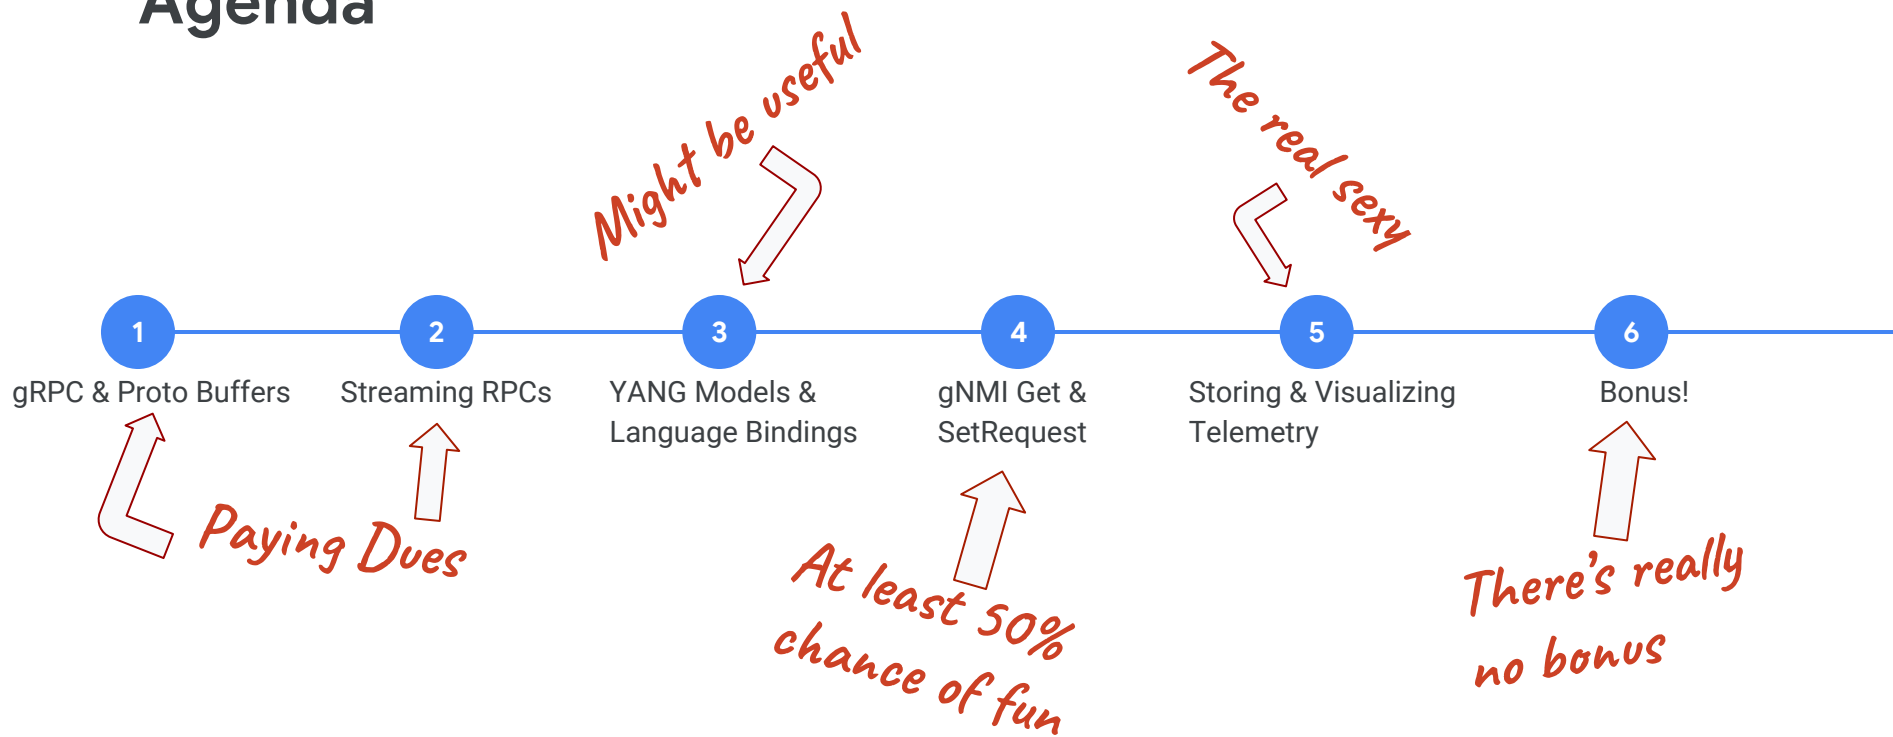 Agenda
Might be useful
The real sexy
1
2
3
4
5
6
gRPC & Proto Buffers
Streaming RPCs
YANG Models &
Language Bindings
gNMI Get &
SetRequest
Storing & Visualizing
Telemetry
Bonus!
Paying Dues
At least 50%
chance of fun
There's really
no bonus